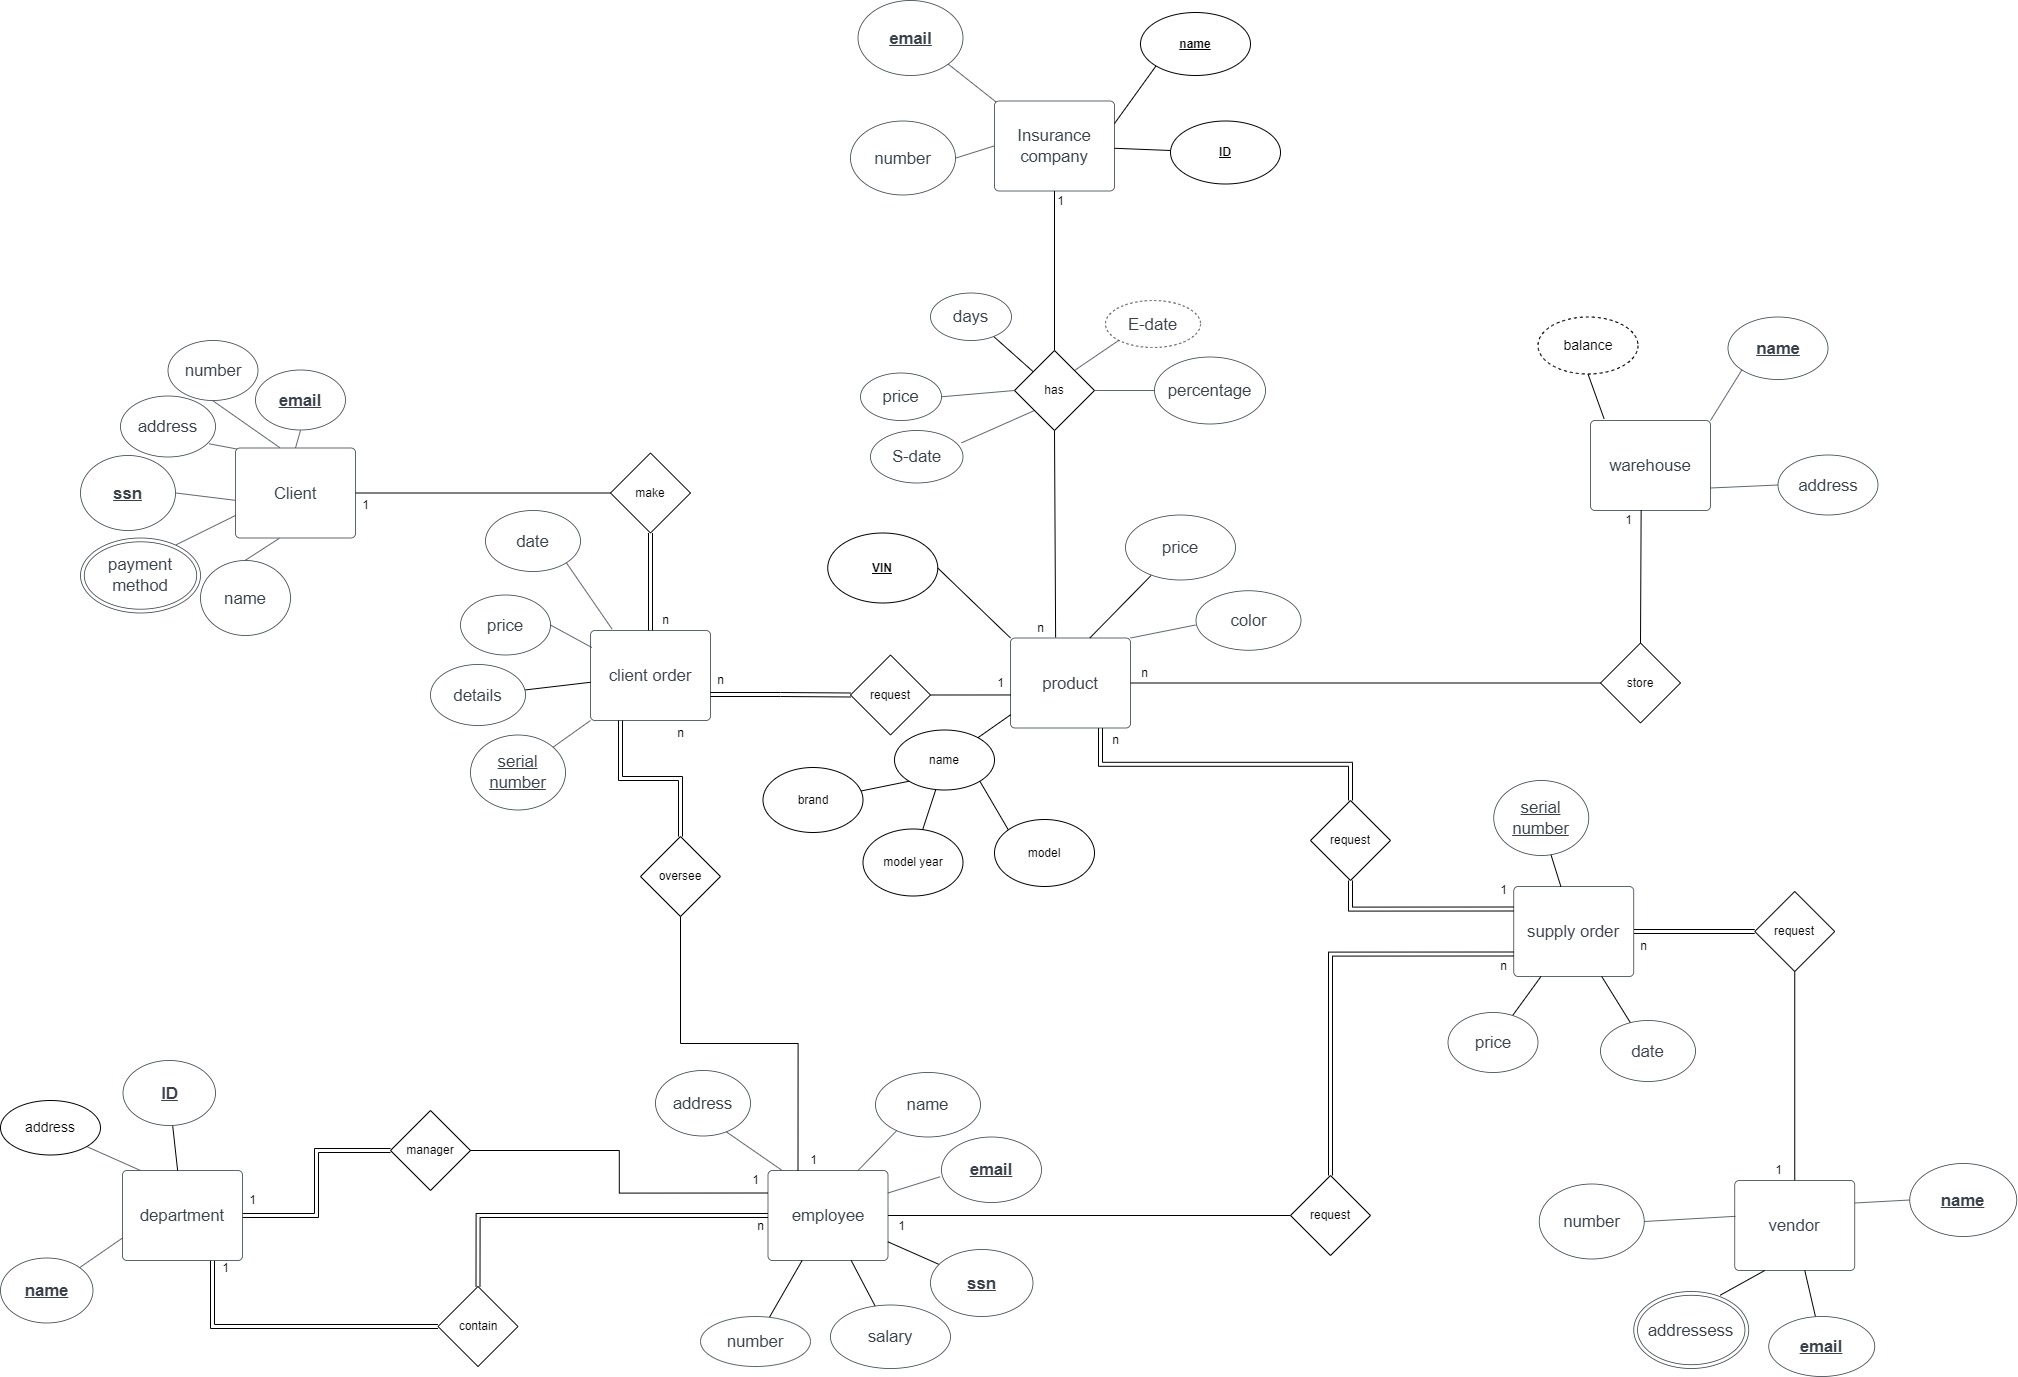 email
name
number
Insurance
company
ID
1
days
E-date
price
has
percentage
S-date
balance
name
warehouse
address
1
number
email
address
ssn
Client
1
payment
method
name
make
n
date
price
details
serial
number
client order
n
n
request
1
VIN
price
color
n
product
n
n
store
name
brand
model year
model
oversee
request
serial
number
1
supply order
n
n
request
price
date
ID
address
department
1
1
name
manager
contain
address
name
1
1
email
employee
n
1
ssn
number
salary
request
1
number
vendor
name
addressess
email